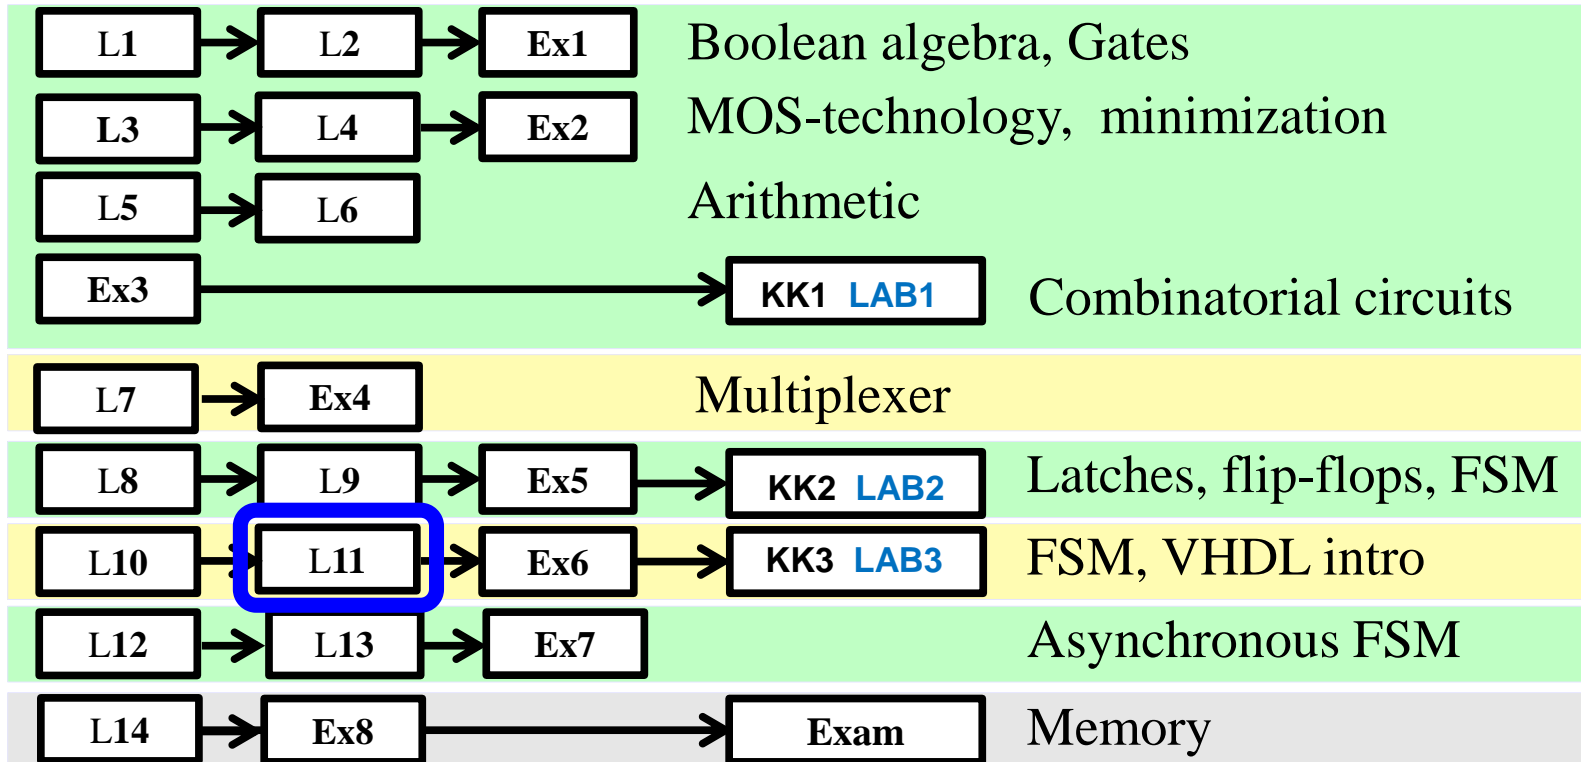 L1 L2 Ex1 Boolean algebra, Gates
L3 L4 Ex2 MOS-technology, minimization
L5 L6 Arithmetic
Ex3 KK1 LAB1 Combinatorial circuits
L7 Ex4 Multiplexer
L8 L9 Ex5 KK2 LAB2 Latches, flip-flops, FSM
L10 L11 Ex6 KK3 LAB3 FSM, VHDL intro
L12 L13 Ex7 Asynchronous FSM
L14 Ex8 Exam Memory